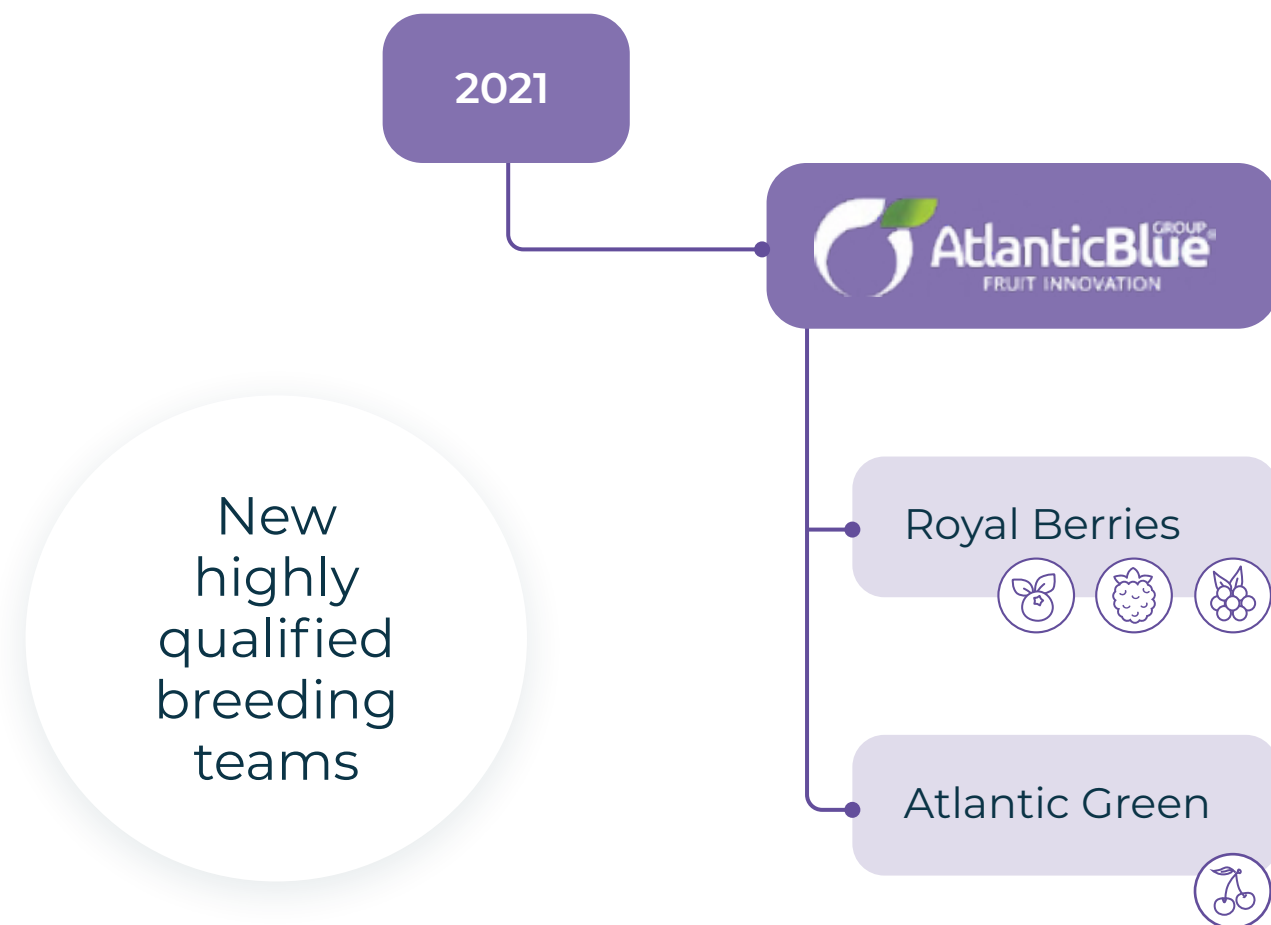 2021
AtlanticBlue GROUP®
FRUIT INNOVATION
New
highly
qualified
breeding
teams
Royal Berries
Atlantic Green